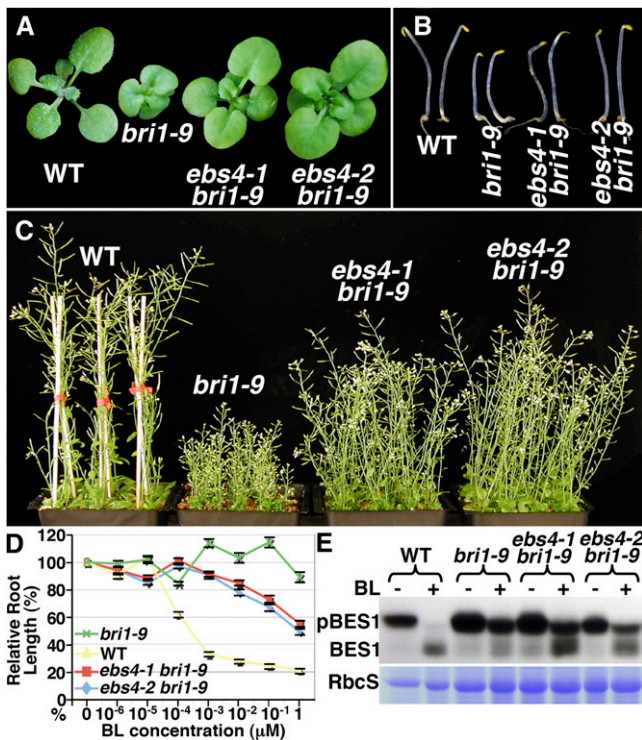 A
WT
bri1-9
ebs4-1
bri1-9
ebs4-2
bri1-9
B
WT
bri1-9
ebs4-1
bri1-9
ebs4-2
bri1-9
C
WT
bri1-9
ebs4-1
bri1-9
ebs4-2
bri1-9
D
Relative Root
Length (%)
120
100
80
60
40
20
%
bri1-9
WT
ebs4-1 bri1-9
ebs4-2 bri1-9
0 10-6 10-5 10-4 10-3 10-2 10-1 1
BL concentration (μM)
E
WT bri1-9 ebs4-1 bri1-9 ebs4-2 bri1-9
BL - + - + - + - +
pBES1
BES1
RbcS